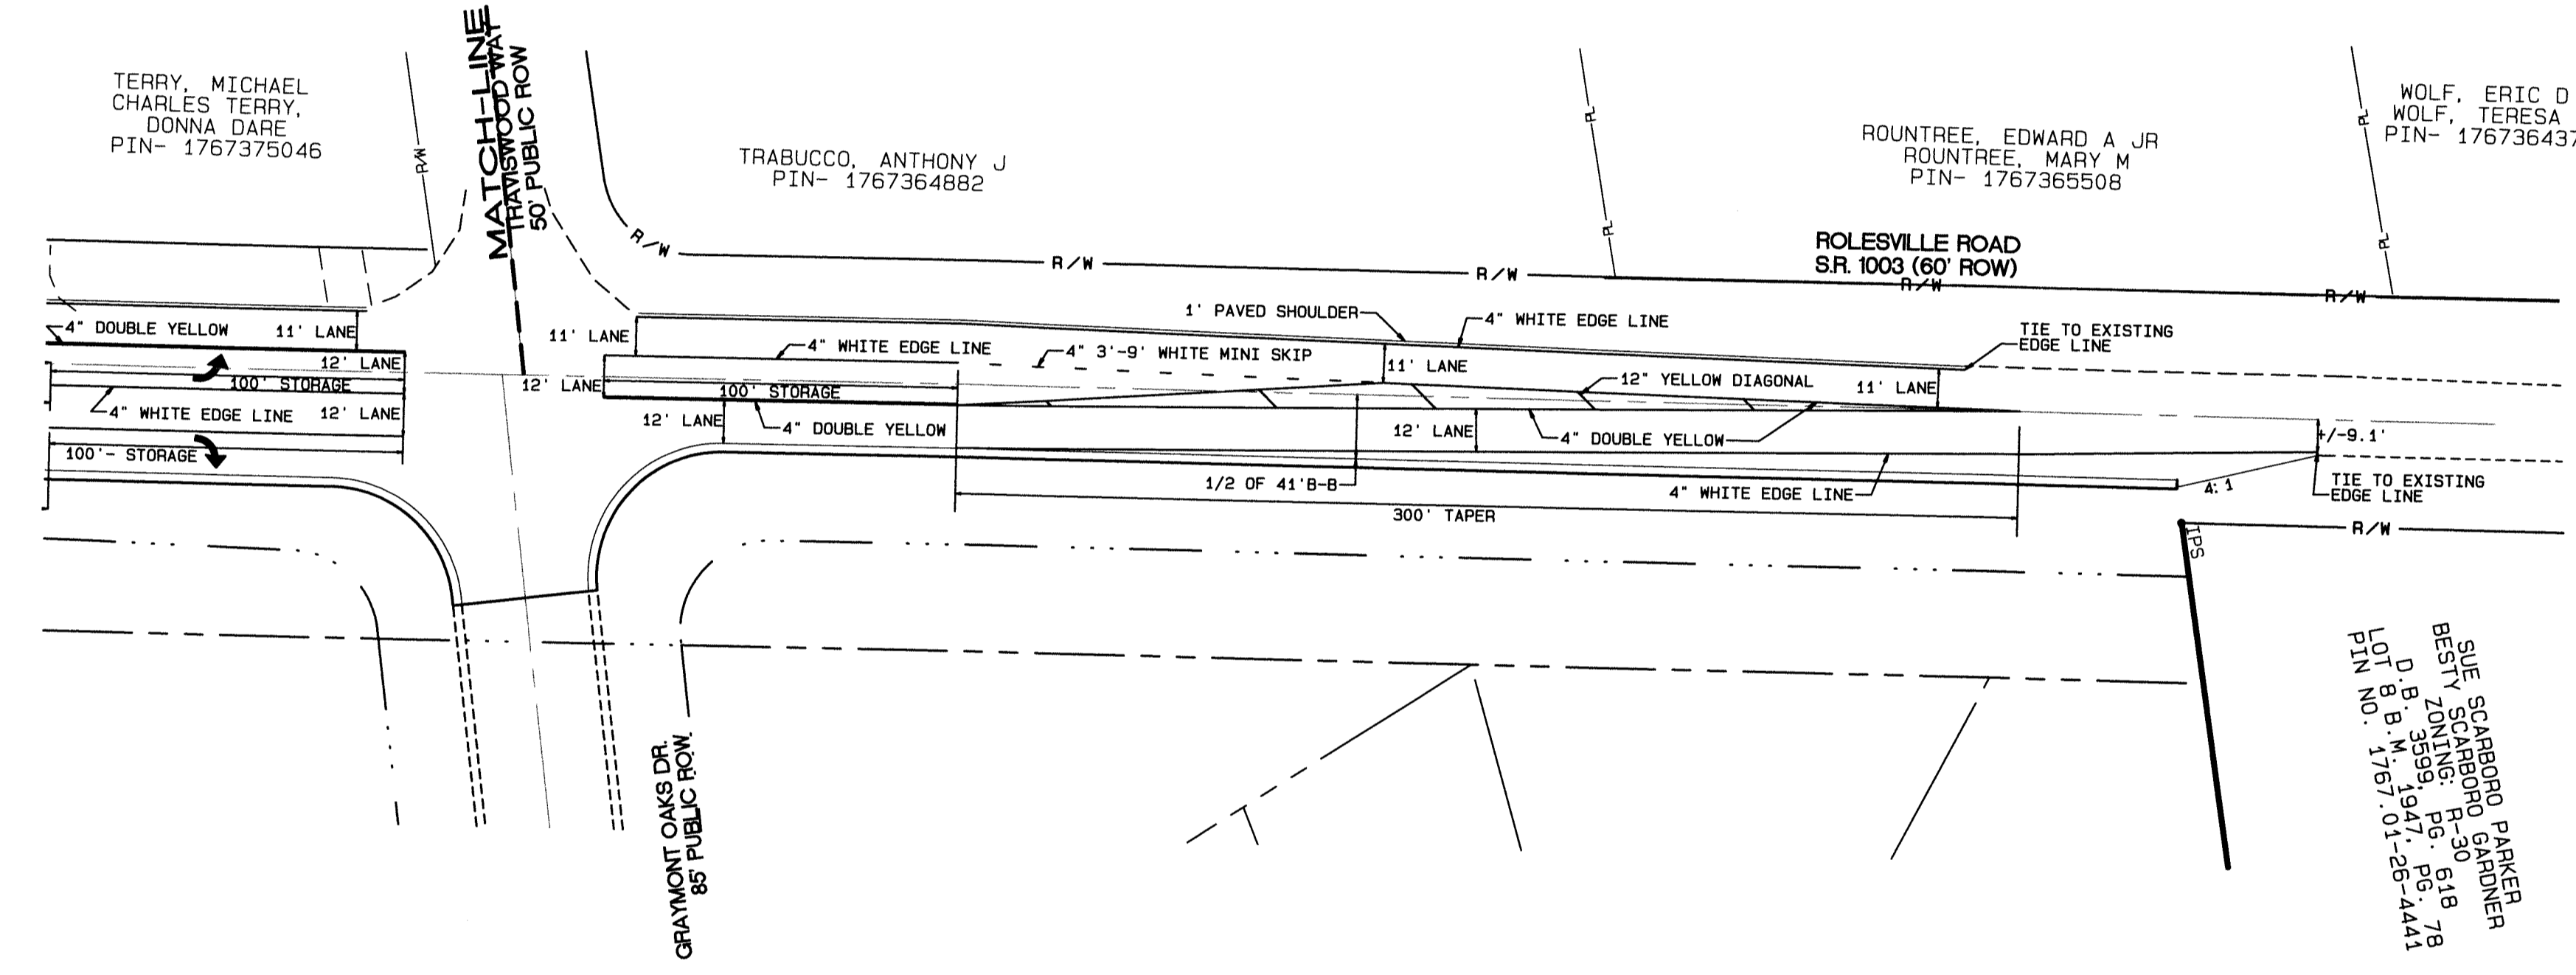 TERRY, MICHAEL
CHARLES TERRY,
DONNA DARE
PIN- 1767375046
R/W
MATCH-LINE
TRAVISWOOD WAY
50' PUBLIC ROW
TRABUCCO, ANTHONY J
PIN- 1767364882
PL
PL
ROUNTREE, EDWARD A JR
ROUNTREE, MARY M
PIN- 1767365508
PL
PL
WOLF, ERIC D
WOLF, TERESA
PIN- 176736437
R/W
R/W
R/W
ROLESVILLE ROAD
S.R. 1003 (60' ROW)
R/W
R/W
4" DOUBLE YELLOW
11' LANE
12' LANE
100' STORAGE
4" WHITE EDGE LINE
12' LANE
100'- STORAGE
11' LANE
12' LANE
4" WHITE EDGE LINE
100' STORAGE
12' LANE
4" DOUBLE YELLOW
4" 3'-9' WHITE MINI SKIP
1' PAVED SHOULDER
4" WHITE EDGE LINE
11' LANE
12" YELLOW DIAGONAL
11' LANE
TIE TO EXISTING
EDGE LINE
12' LANE
4" DOUBLE YELLOW
+/-9.1'
1/2 OF 41'B-B
4" WHITE EDGE LINE
4:1
TIE TO EXISTING
EDGE LINE
300' TAPER
R/W
IPS
GRAYMONT OAKS DR.
85' PUBLIC ROW
SUE SCARBORO PARKER
BESTY SCARBORO GARDNER
ZONING: R-30
D.B. 3599, PG. 618
LOT 8 B.M. 1947, PG. 78
PIN NO. 1767.01-26-4441